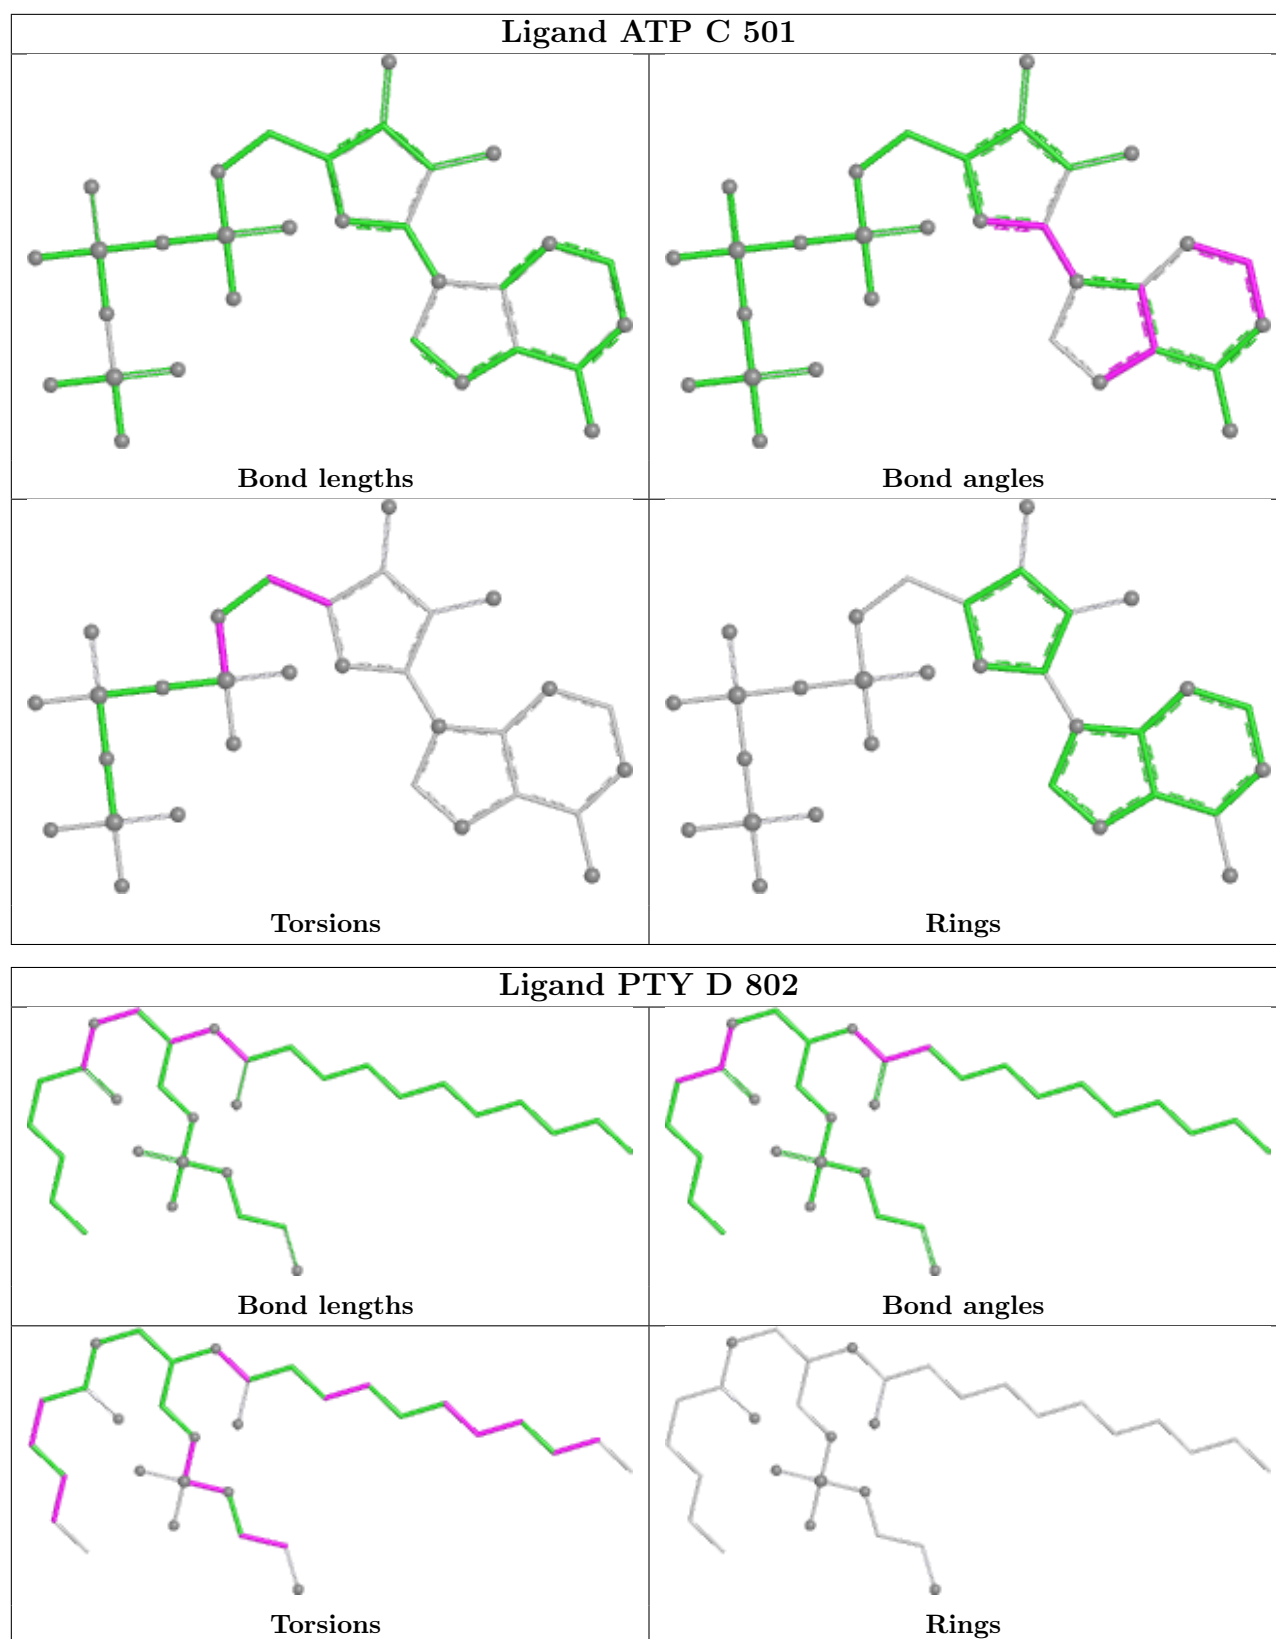 Ligand ATP C 501
Bond lengths
Bond angles
Torsions
Rings
Ligand PTY D 802
Bond lengths
Bond angles
Torsions
Rings